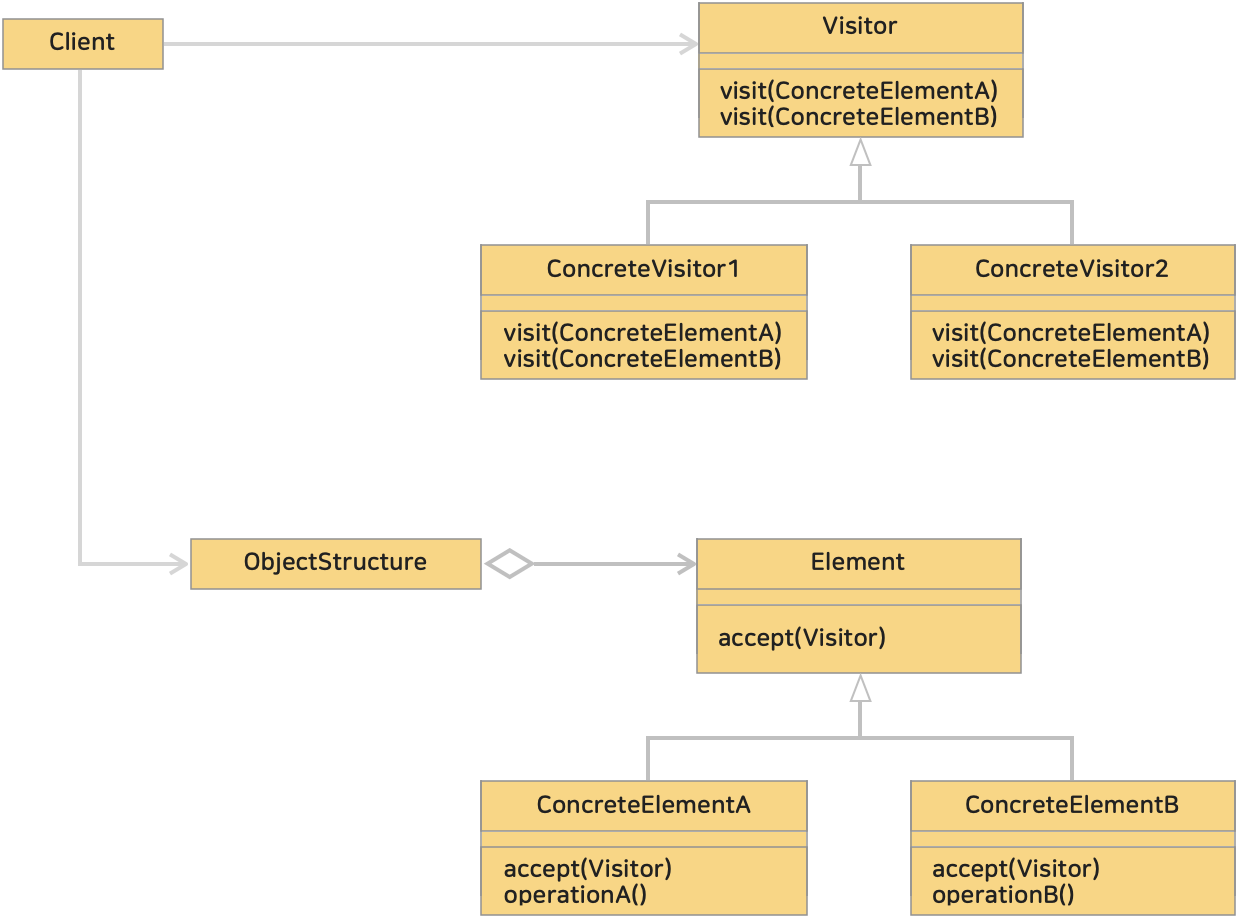 Client
Visitor
visit(ConcreteElementA)
visit(ConcreteElementB)
ConcreteVisitor1
visit(ConcreteElementA)
visit(ConcreteElementB)
ConcreteVisitor2
visit(ConcreteElementA)
visit(ConcreteElementB)
ObjectStructure
Element
accept(Visitor)
ConcreteElementA
accept(Visitor)
operationA()
ConcreteElementB
accept(Visitor)
operationB()